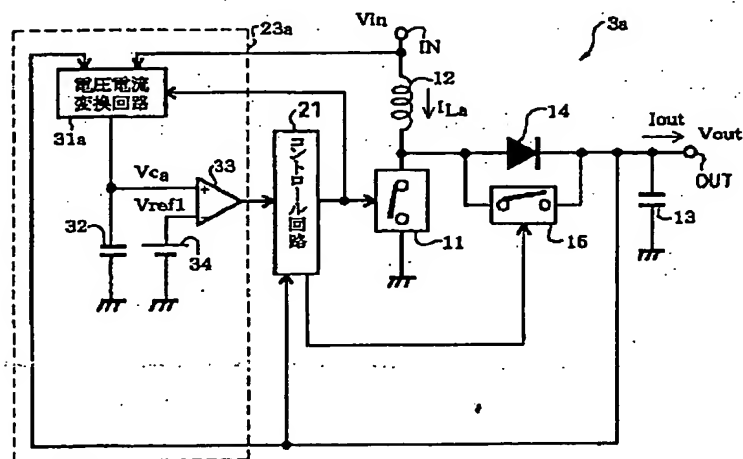 Vin
IN
23a
3a
電圧電流
変換回路
31a
12
ILa
14
Iout
Vout
OUT
21
コントロール回路
33
Vca
Vref1
32
34
11
16
13